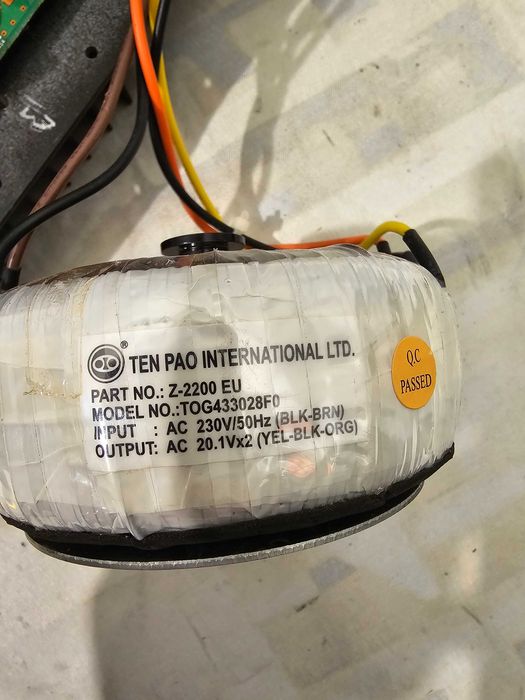 ® TEN PAO INTERNATIONAL LTD.
PART NO.: Z-2200 EU
MODEL NO.:TOG433028F0
INPUT : AC 230V/50Hz (BLK-BRN)
OUTPUT: AC 20.1Vx2 (YEL-BLK-ORG)
Q.C
PASSED